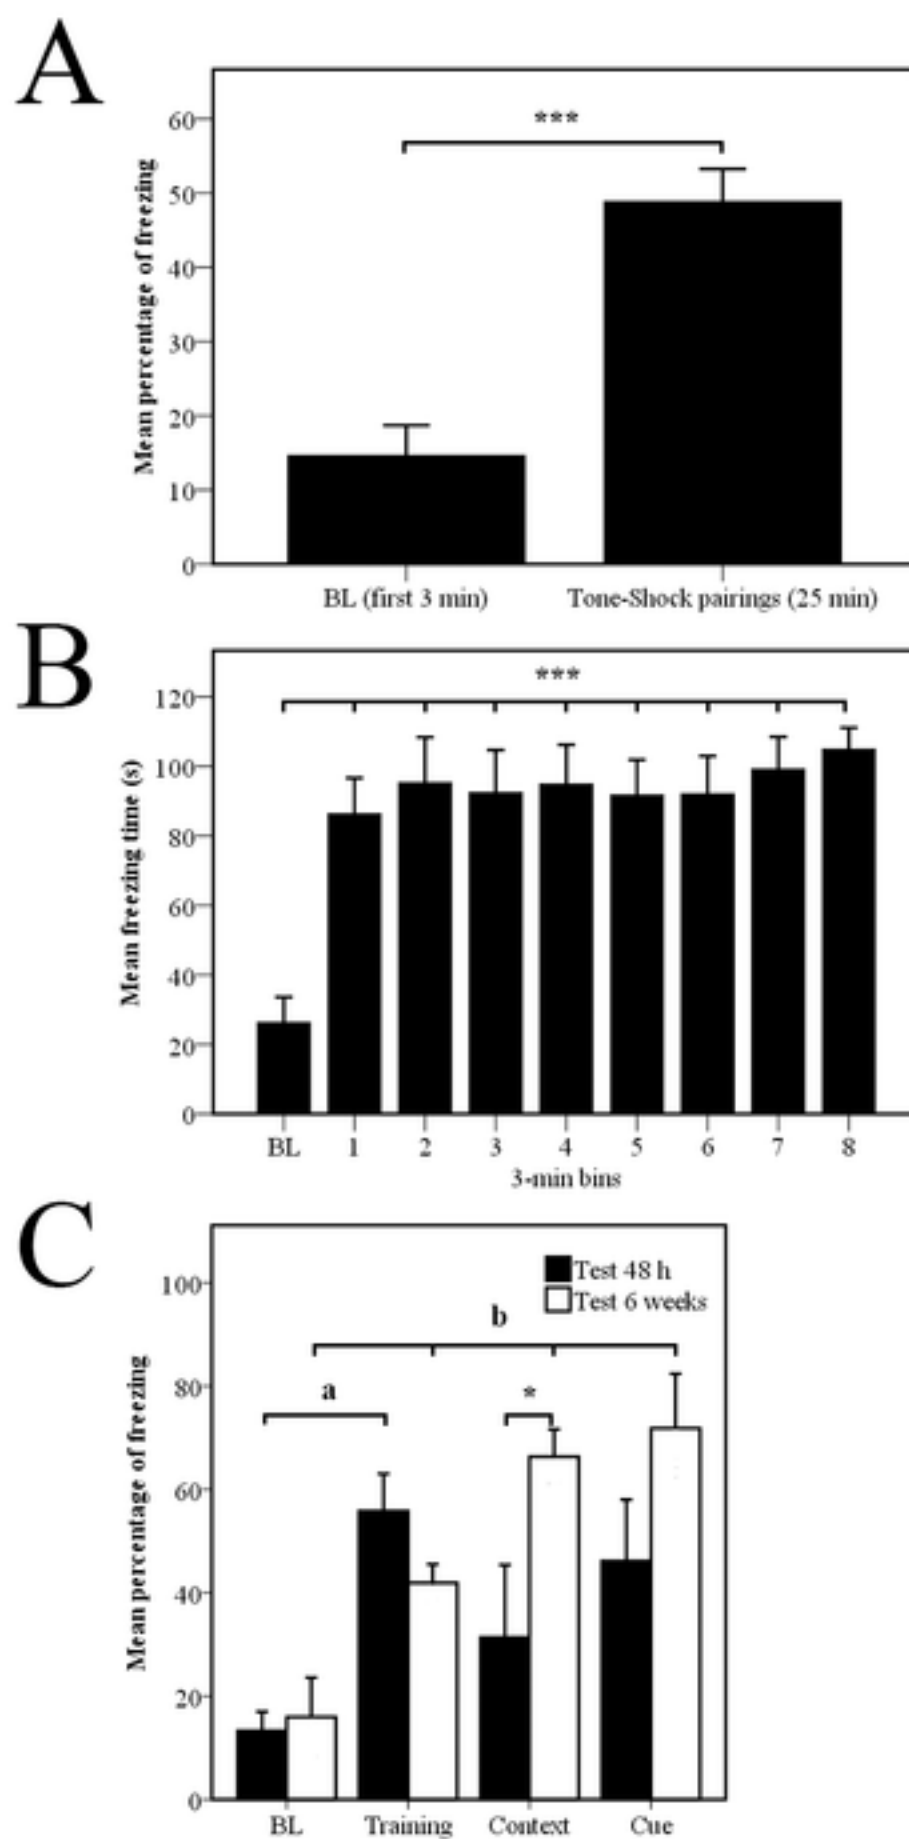 A
Mean percentage of freezing
60
50
40
30
20
10
0
***
BL (first 3 min)
Tone-Shock pairings (25 min)
B
Mean freezing time (s)
120
100
80
60
40
20
0
***
BL 1 2 3 4 5 6 7 8
3-min bins
C
Mean percentage of freezing
100
80
60
40
20
0
Test 48 h
Test 6 weeks
b
a
*
BL Training Context Cue